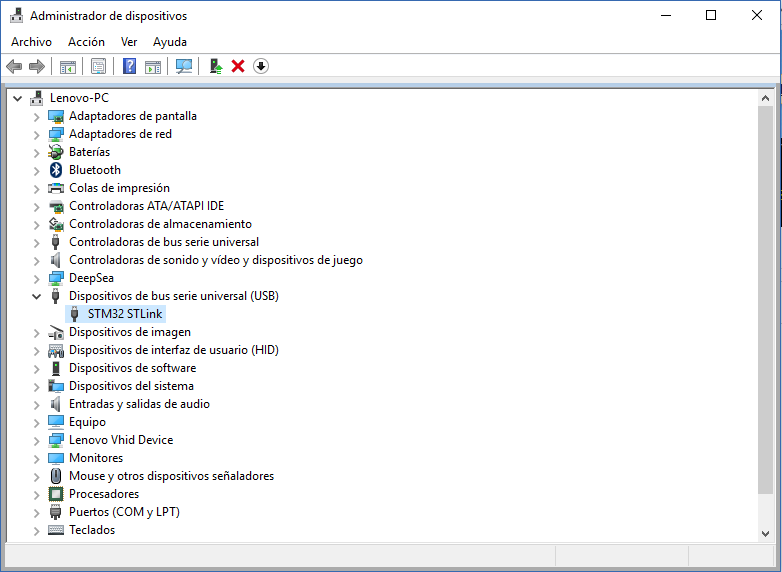 Administrador de dispositivos
Archivo Acción Ver Ayuda
Lenovo-PC
Adaptadores de pantalla
Adaptadores de red
Baterías
Bluetooth
Colas de impresión
Controladoras ATA/ATAPI IDE
Controladoras de almacenamiento
Controladoras de bus serie universal
Controladoras de sonido y vídeo y dispositivos de juego
DeepSea
Dispositivos de bus serie universal (USB)
STM32 STLink
Dispositivos de imagen
Dispositivos de interfaz de usuario (HID)
Dispositivos de software
Dispositivos del sistema
Entradas y salidas de audio
Equipo
Lenovo Vhid Device
Monitores
Mouse y otros dispositivos señaladores
Procesadores
Puertos (COM y LPT)
Teclados